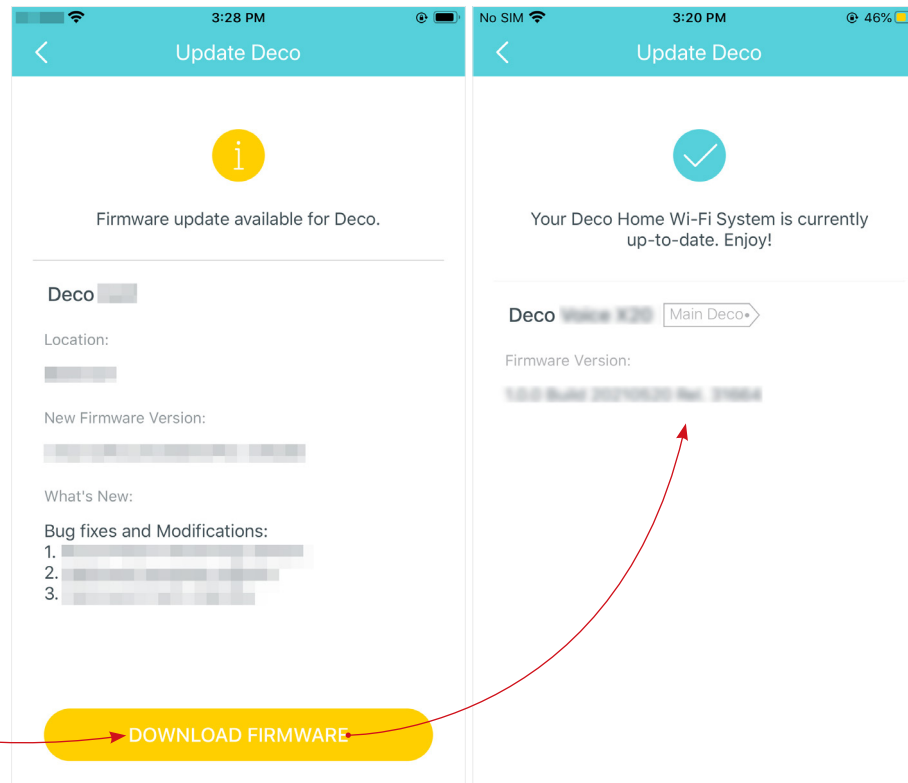 3:28 PM
Update Deco
Firmware update available for Deco.
Deco
Location:
New Firmware Version:
What's New:
Bug fixes and Modifications:
1.
2.
3.
DOWNLOAD FIRMWARE
No SIM 3:20 PM 46%
Update Deco
Your Deco Home Wi-Fi System is currently
up-to-date. Enjoy!
Deco Voice X20 Main Deco
Firmware Version: